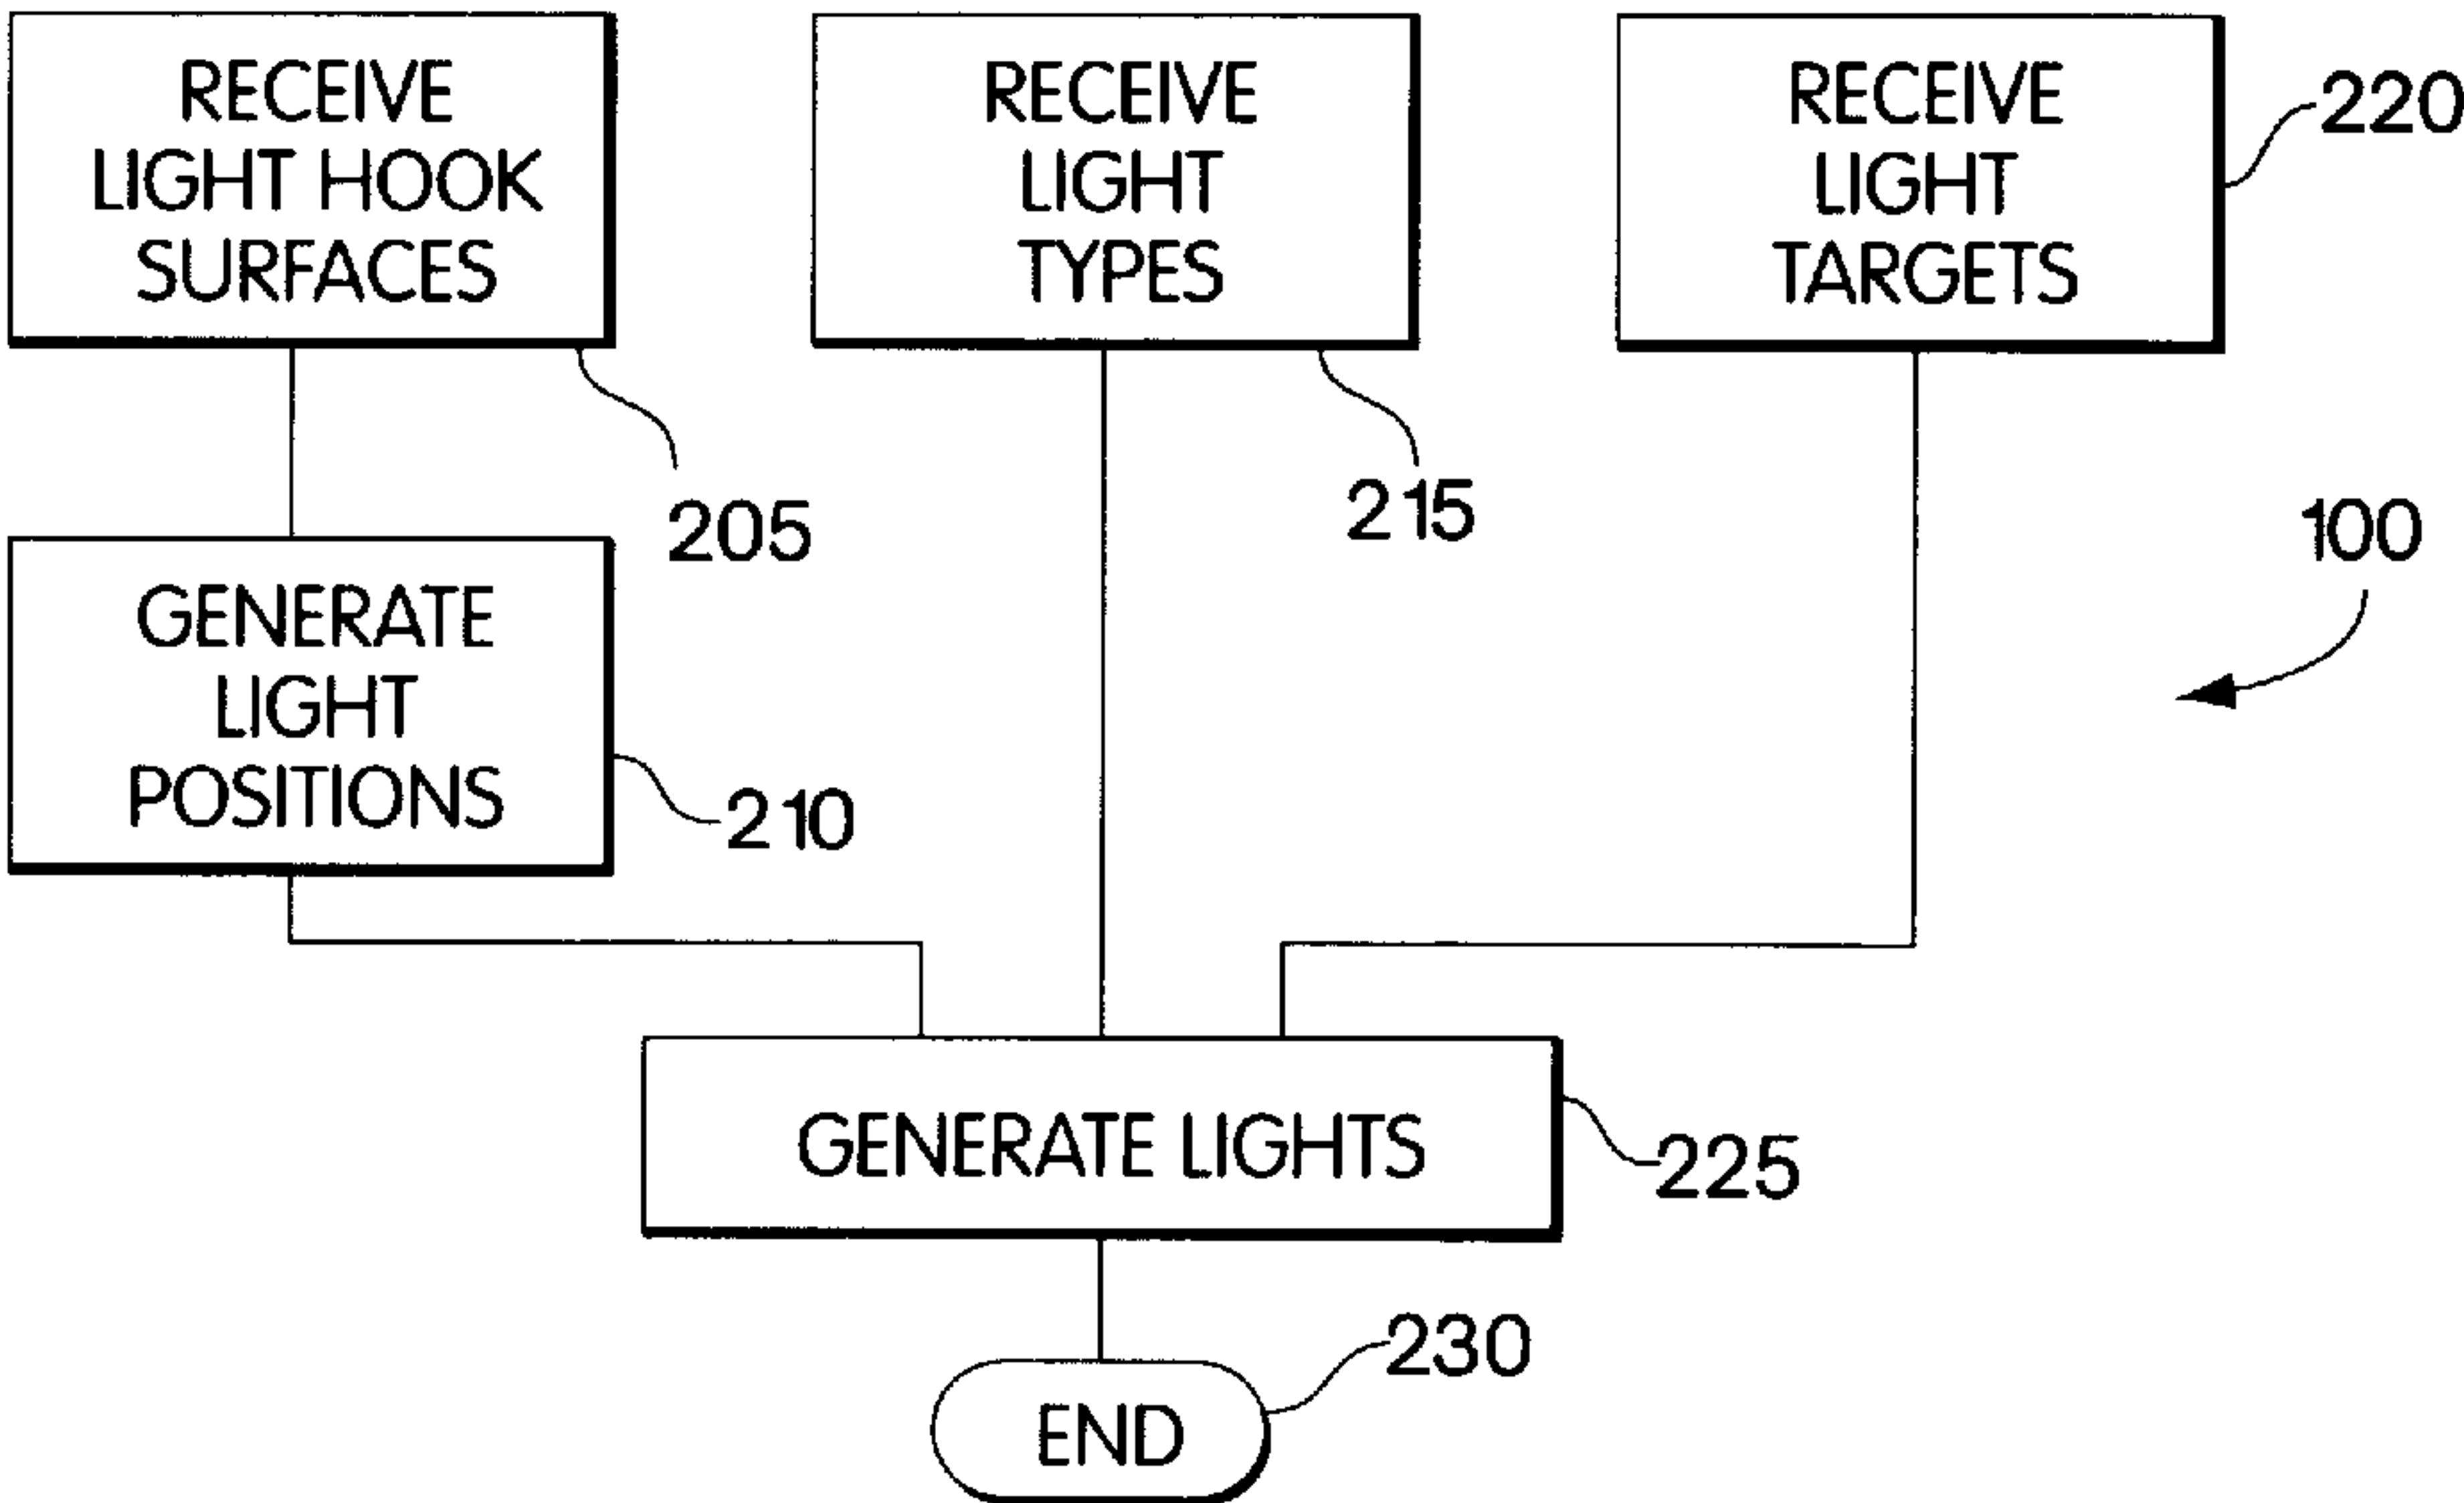 RECEIVE
LIGHT HOOK
SURFACES
205
RECEIVE
LIGHT
TYPES
215
RECEIVE
LIGHT
TARGETS
220
100
GENERATE
LIGHT
POSITIONS
210
GENERATE LIGHTS
225
END
230